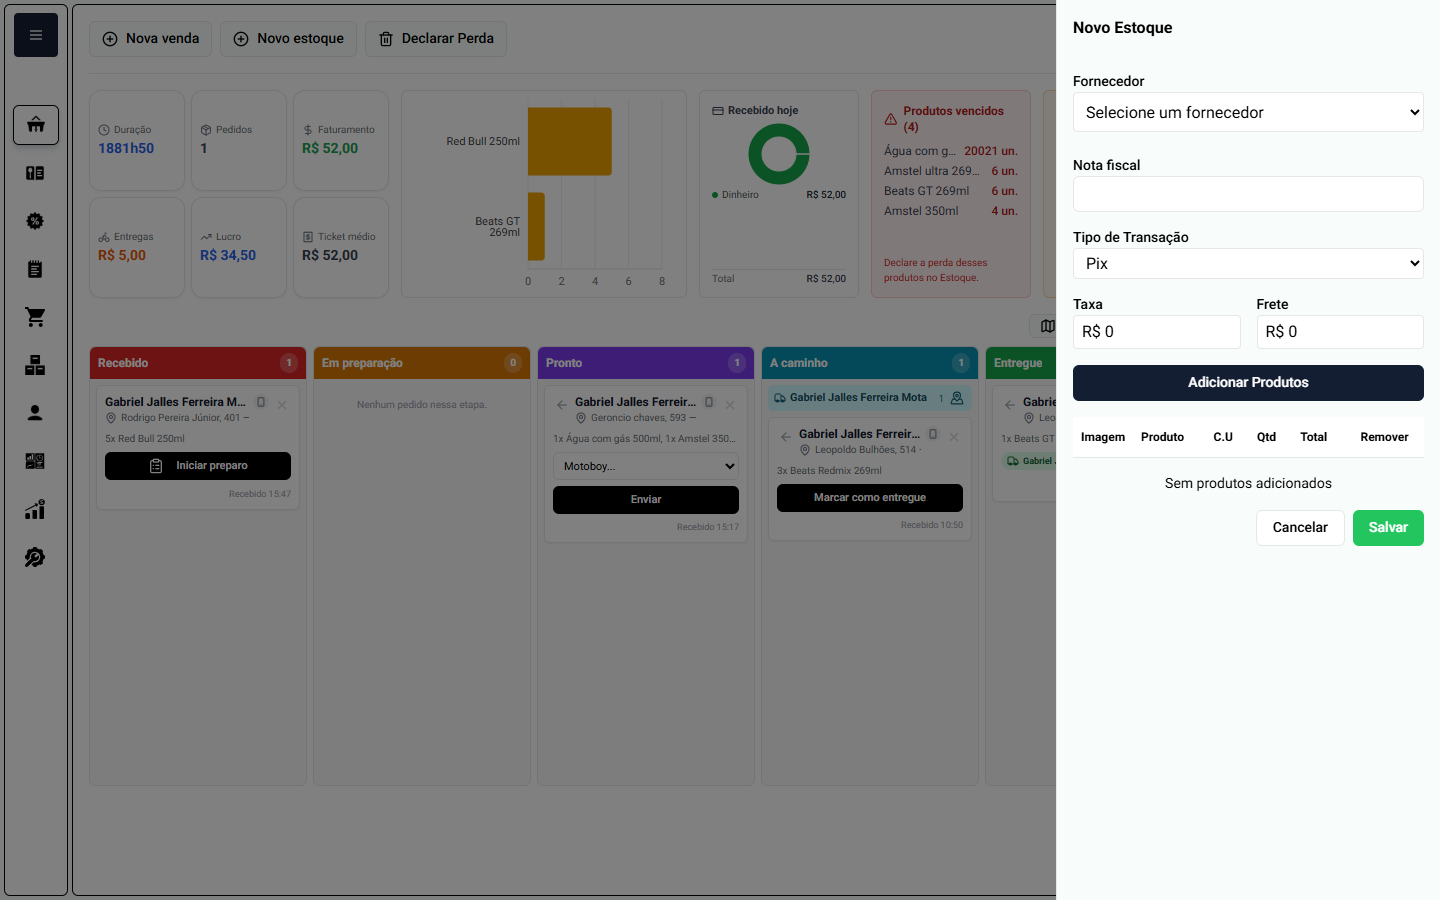 Nova venda
Novo estoque
Declarar Perda
Duração
1881h50
Pedidos
1
Faturamento
R$ 52,00
Entregas
R$ 5,00
Lucro
R$ 34,50
Ticket médio
R$ 52,00
Red Bull 250ml
Beats GT
269ml
0 2 4 6 8
Recebido hoje
Dinheiro R$ 52,00
Total R$ 52,00
Produtos vencidos
(4)
Água com g... 20021 un.
Amstel ultra 269... 6 un.
Beats GT 269ml 6 un.
Amstel 350ml 4 un.
Declare a perda desses
produtos no Estoque.
Recebido 1
Gabriel Jalles Ferreira M...
Rodrigo Pereira Júnior, 401 —
5x Red Bull 250ml
Iniciar preparo
Recebido 15:47
Em preparação 0
Nenhum pedido nessa etapa.
Pronto 1
Gabriel Jalles Ferreir...
Geroncio chaves, 593 —
1x Água com gás 500ml, 1x Amstel 350...
Motoboy...
Enviar
Recebido 15:17
A caminho 1
Gabriel Jalles Ferreira Mota 1
Gabriel Jalles Ferreir...
Leopoldo Bulhões, 514 ·
3x Beats Redmix 269ml
Marcar como entregue
Recebido 10:50
Entregue
Gabrie
Leo
1x Beats GT
Gabriel J
Novo Estoque
Fornecedor
Selecione um fornecedor
Nota fiscal
Tipo de Transação
Pix
Taxa Frete
R$ 0 R$ 0
Adicionar Produtos
Imagem Produto C.U Qtd Total Remover
Sem produtos adicionados
Cancelar Salvar